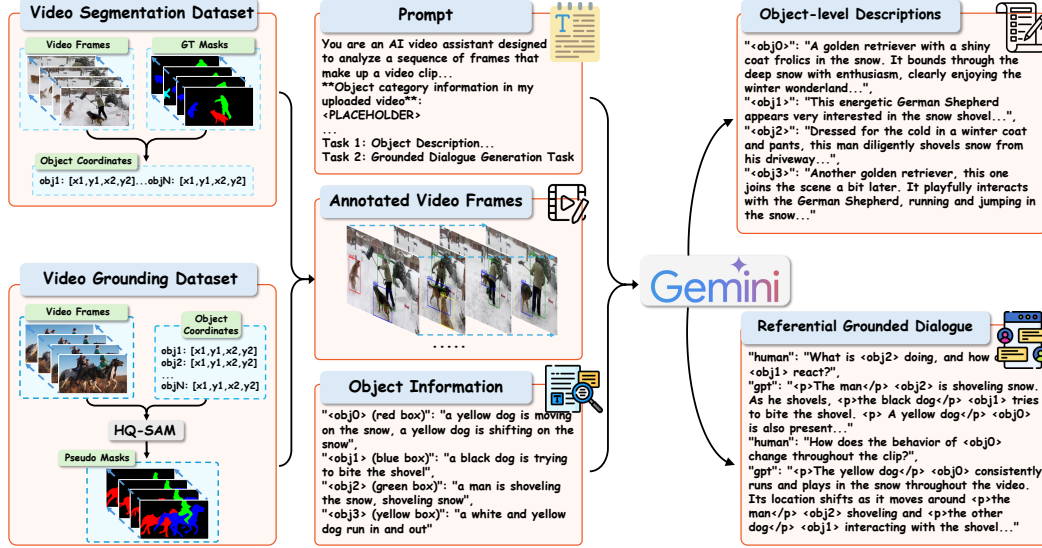 Video Segmentation Dataset
Video Frames
GT Masks
Object Coordinates
obj1: [x1,y1,x2,y2]...objN: [x1,y1,x2,y2]
Video Grounding Dataset
Video Frames
Object
Coordinates
obj1: [x1,y1,x2,y2]
obj2: [x1,y1,x2,y2]
...
objN: [x1,y1,x2,y2]
HQ-SAM
Pseudo Masks
Prompt
T
You are an AI video assistant designed
to analyze a sequence of frames that
make up a video clip...
**Object category information in my
uploaded video**:
<PLACEHOLDER>
...
Task 1: Object Description...
Task 2: Grounded Dialogue Generation Task
Annotated Video Frames
.....
Object Information
T
"<obj0> (red box)": "a yellow dog is moving
on the snow, a yellow dog is shifting on the
snow",
"<obj1> (blue box)": "a black dog is trying
to bite the shovel",
"<obj2> (green box)": "a man is shoveling
the snow, shoveling snow",
"<obj3> (yellow box)": "a white and yellow
dog run in and out"
Gemini
Object-level Descriptions
"<obj0>": "A golden retriever with a shiny
coat frolics in the snow. It bounds through the
deep snow with enthusiasm, clearly enjoying the
winter wonderland...",
"<obj1>": "This energetic German Shepherd
appears very interested in the snow shovel...",
"<obj2>": "Dressed for the cold in a winter coat
and pants, this man diligently shovels snow from
his driveway...",
"<obj3>": "Another golden retriever, this one
joins the scene a bit later. It playfully interacts
with the German Shepherd, running and jumping in
the snow..."
Referential Grounded Dialogue
"human": "What is <obj2> doing, and how
<obj1> react?",
"gpt": "<p>The man</p> <obj2> is shoveling snow.
As he shovels, <p>the black dog</p> <obj1> tries
to bite the shovel. <p> A yellow dog</p> <obj0>
is also present..."
"human": "How does the behavior of <obj0>
change throughout the clip?",
"gpt": "<p>The yellow dog</p> <obj0> consistently
runs and plays in the snow throughout the video.
Its location shifts as it moves around <p>the
man</p> <obj2> shoveling and <p>the other
dog</p> <obj1> interacting with the shovel..."